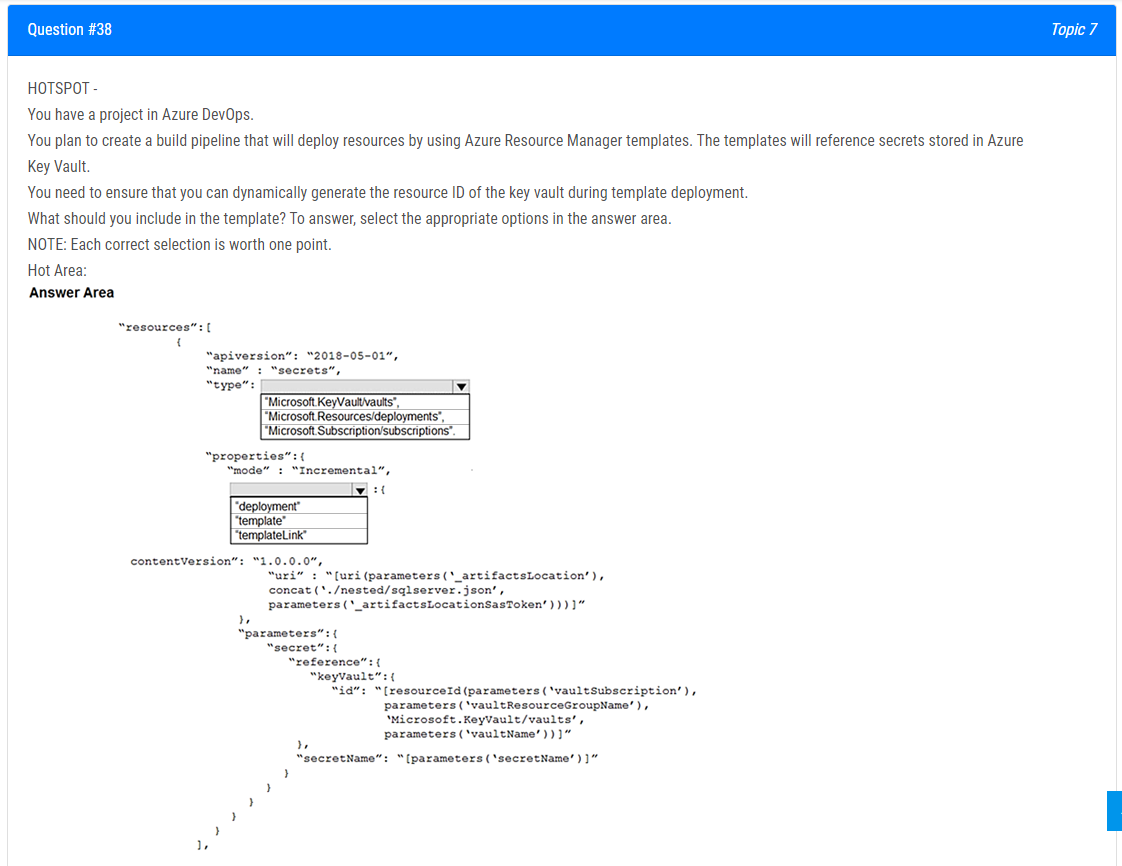 Question #38
Topic 7
HOTSPOT -
You have a project in Azure DevOps.
You plan to create a build pipeline that will deploy resources by using Azure Resource Manager templates. The templates will reference secrets stored in Azure
Key Vault.
You need to ensure that you can dynamically generate the resource ID of the key vault during template deployment.
What should you include in the template? To answer, select the appropriate options in the answer area.
NOTE: Each correct selection is worth one point.
Hot Area:
Answer Area
“resources”:[
{
“apiversion”: “2018-05-01”,
“name” : “secrets”,
“type”:
"Microsoft.KeyVault/vaults",
"Microsoft.Resources/deployments",
"Microsoft.Subscription/subscriptions".
“properties”:{
“mode” : “Incremental”,
:{
"deployment"
"template"
"templateLink"
contentVersion”: “1.0.0.0”,
“uri” : “[uri(parameters(‘_artifactsLocation’),
concat(‘./nested/sqlserver.json’,
parameters(‘_artifactsLocationSasToken’)))]”
},
“parameters”:{
“secret”:{
“reference”:{
“keyVault”:{
“id”: “[resourceId(parameters(‘vaultSubscription’),
parameters(‘vaultResourceGroupName’),
‘Microsoft.KeyVault/vaults’,
parameters(‘vaultName’))]”
},
“secretName”: “[parameters(‘secretName’)]”
}
}
}
}
}
],